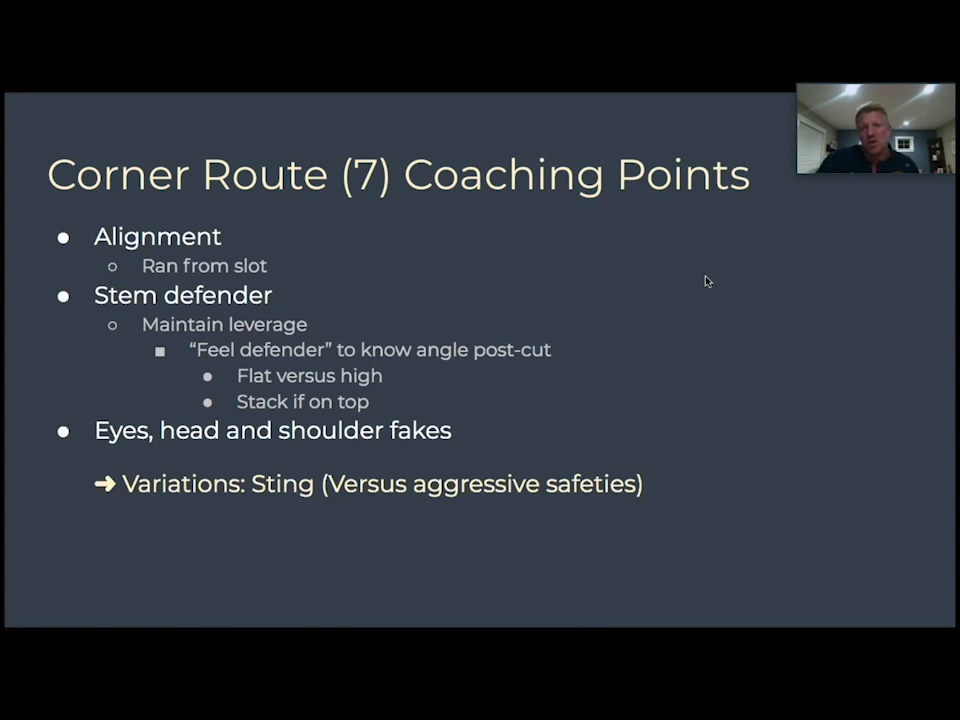 Corner Route (7) Coaching Points
● Alignment
○ Ran from slot
● Stem defender
○ Maintain leverage
■ “Feel defender” to know angle post-cut
● Flat versus high
● Stack if on top
● Eyes, head and shoulder fakes
➜ Variations: Sting (Versus aggressive safeties)